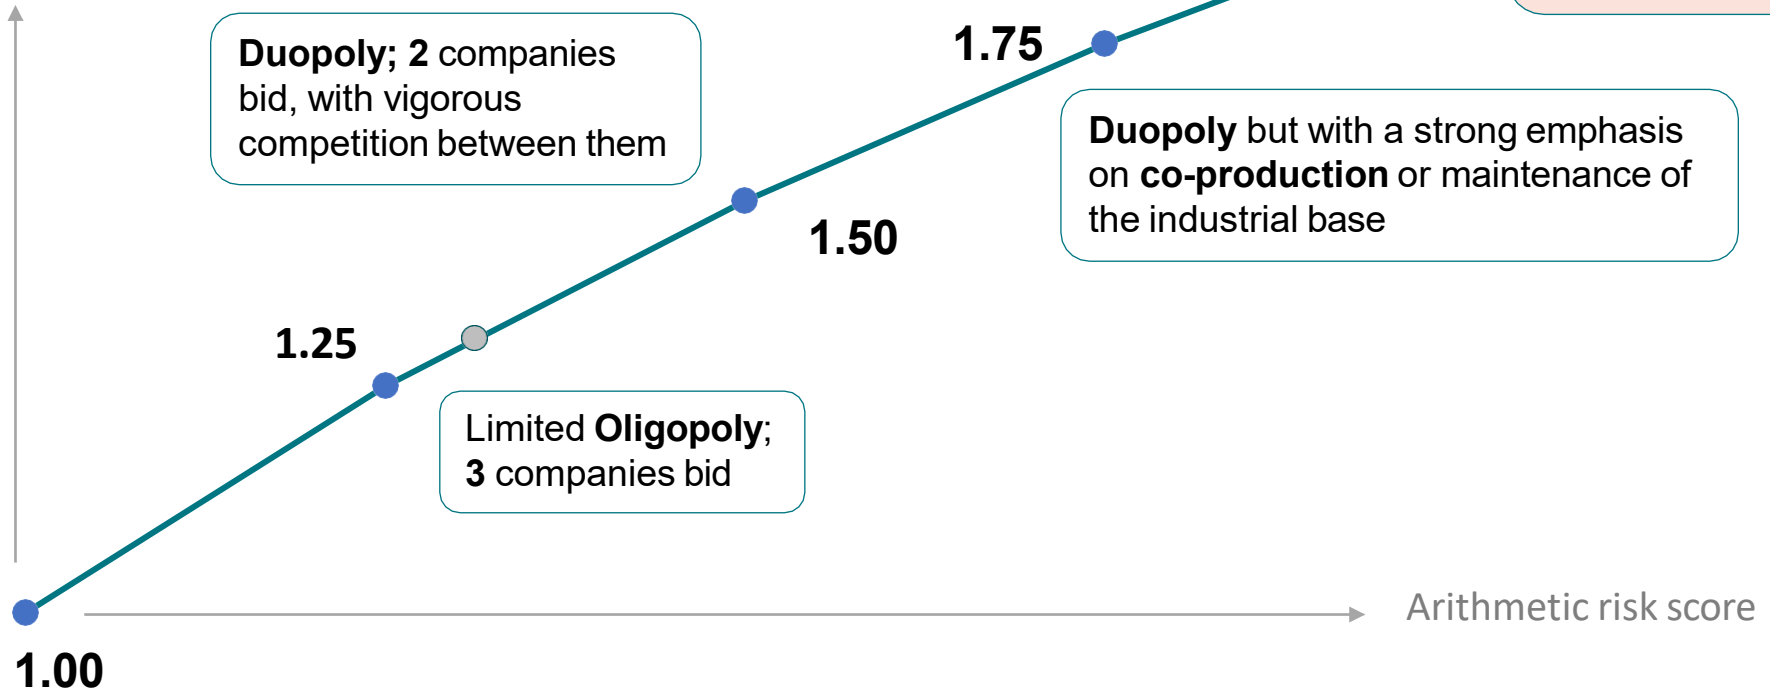 Duopoly; 2 companies
bid, with vigorous
competition between them
1.75
Duopoly but with a strong emphasis
on co-production or maintenance of
the industrial base
1.50
1.25
Limited Oligopoly;
3 companies bid
Arithmetic risk score
1.00